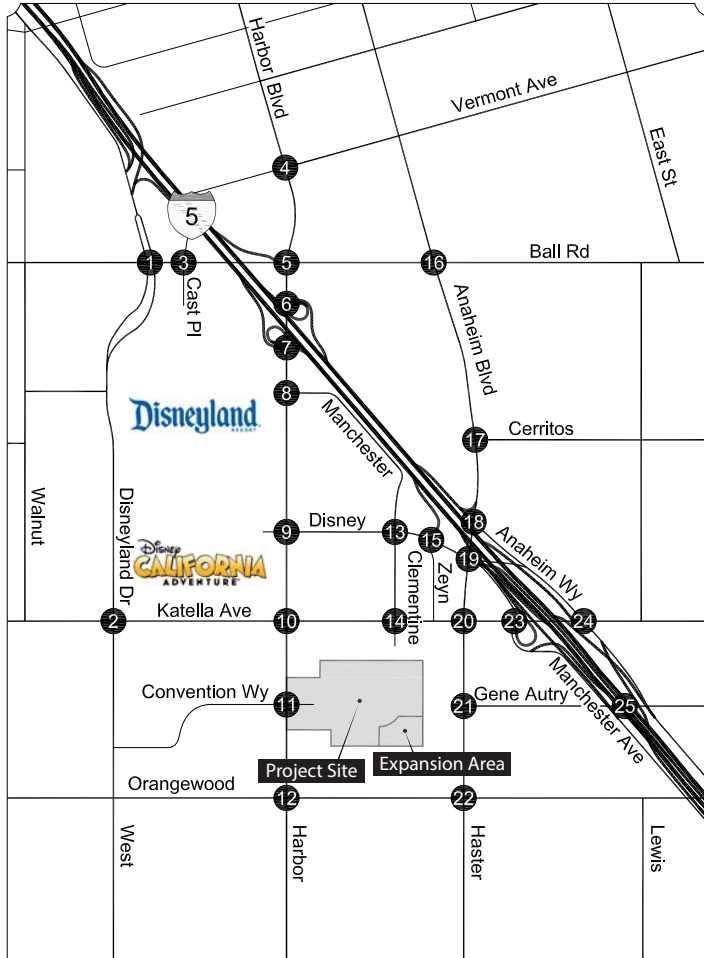 Harbor Blvd
Vermont Ave
East St
4
5
1
3
5
16
Ball Rd
Cast Pl
6
7
8
Anaheim Blvd
Manchester
Disneyland
RESORT
17
Cerritos
Walnut
Disneyland Dr
9
Disney
13
15
18
19
Anaheim Wy
Disney
CALIFORNIA
ADVENTURE
Clementine
Zeyn
2
Katella Ave
10
14
20
23
24
Convention Wy
11
21
Gene Autry
25
Manchester Ave
Project Site
Expansion Area
Orangewood
12
22
West
Harbor
Haster
Lewis